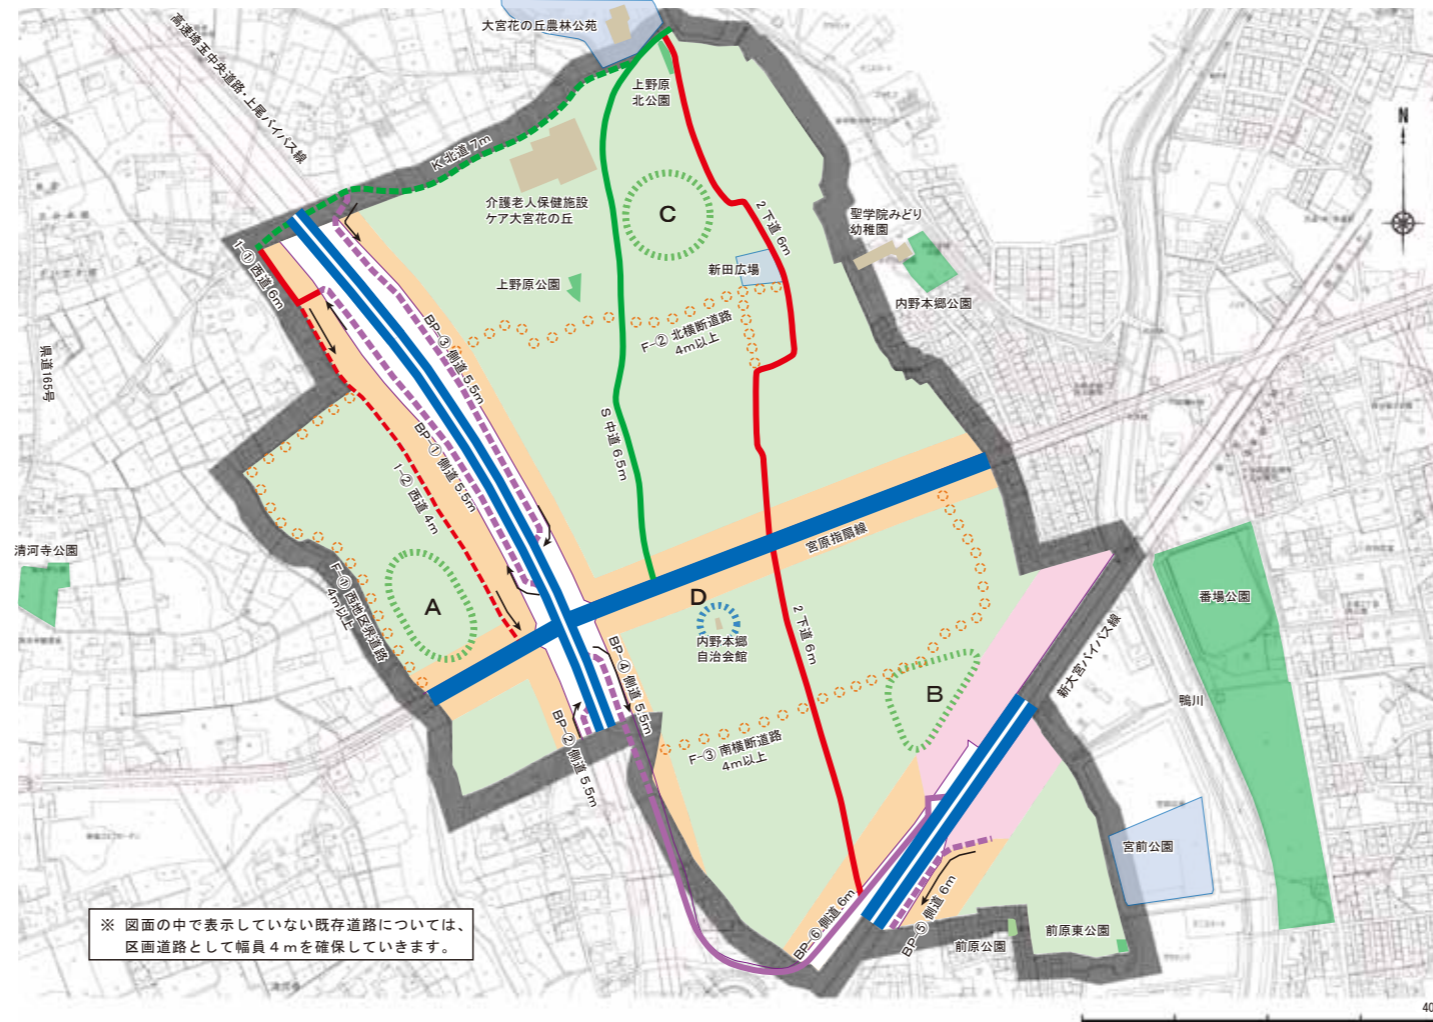 大宮花の丘農林公苑
高速埼玉中央道路・上尾バイパス線
上野原
北公園
N
K 北道 7m
介護老人保健施設
ケア大宮花の丘
C
2 下道 6m
聖学院みどり
幼稚園
1-① 西道 6m
新田広場
上野原公園
内野本郷公園
BP-③ 側道 5.5m
F-② 北横断道路
4m以上
県道165号
S 中道 6.5m
BP-① 側道 5.5m
1-② 西道 4m
宮原指扇線
清河寺公園
F-① 西地区界道路
4m以上
A
D
内野本郷
自治会館
2 下道 6m
番場公園
新大宮バイパス線
B
鴨川
BP-④ 側道 5.5m
BP-② 側道 5.5m
F-③ 南横断道路
4m以上
宮前公園
BP-⑥ 側道 6m
BP-⑤ 側道 6m
前原公園
前原東公園
※ 図面の中で表示していない既存道路については、
区画道路として幅員４ｍを確保していきます。
40